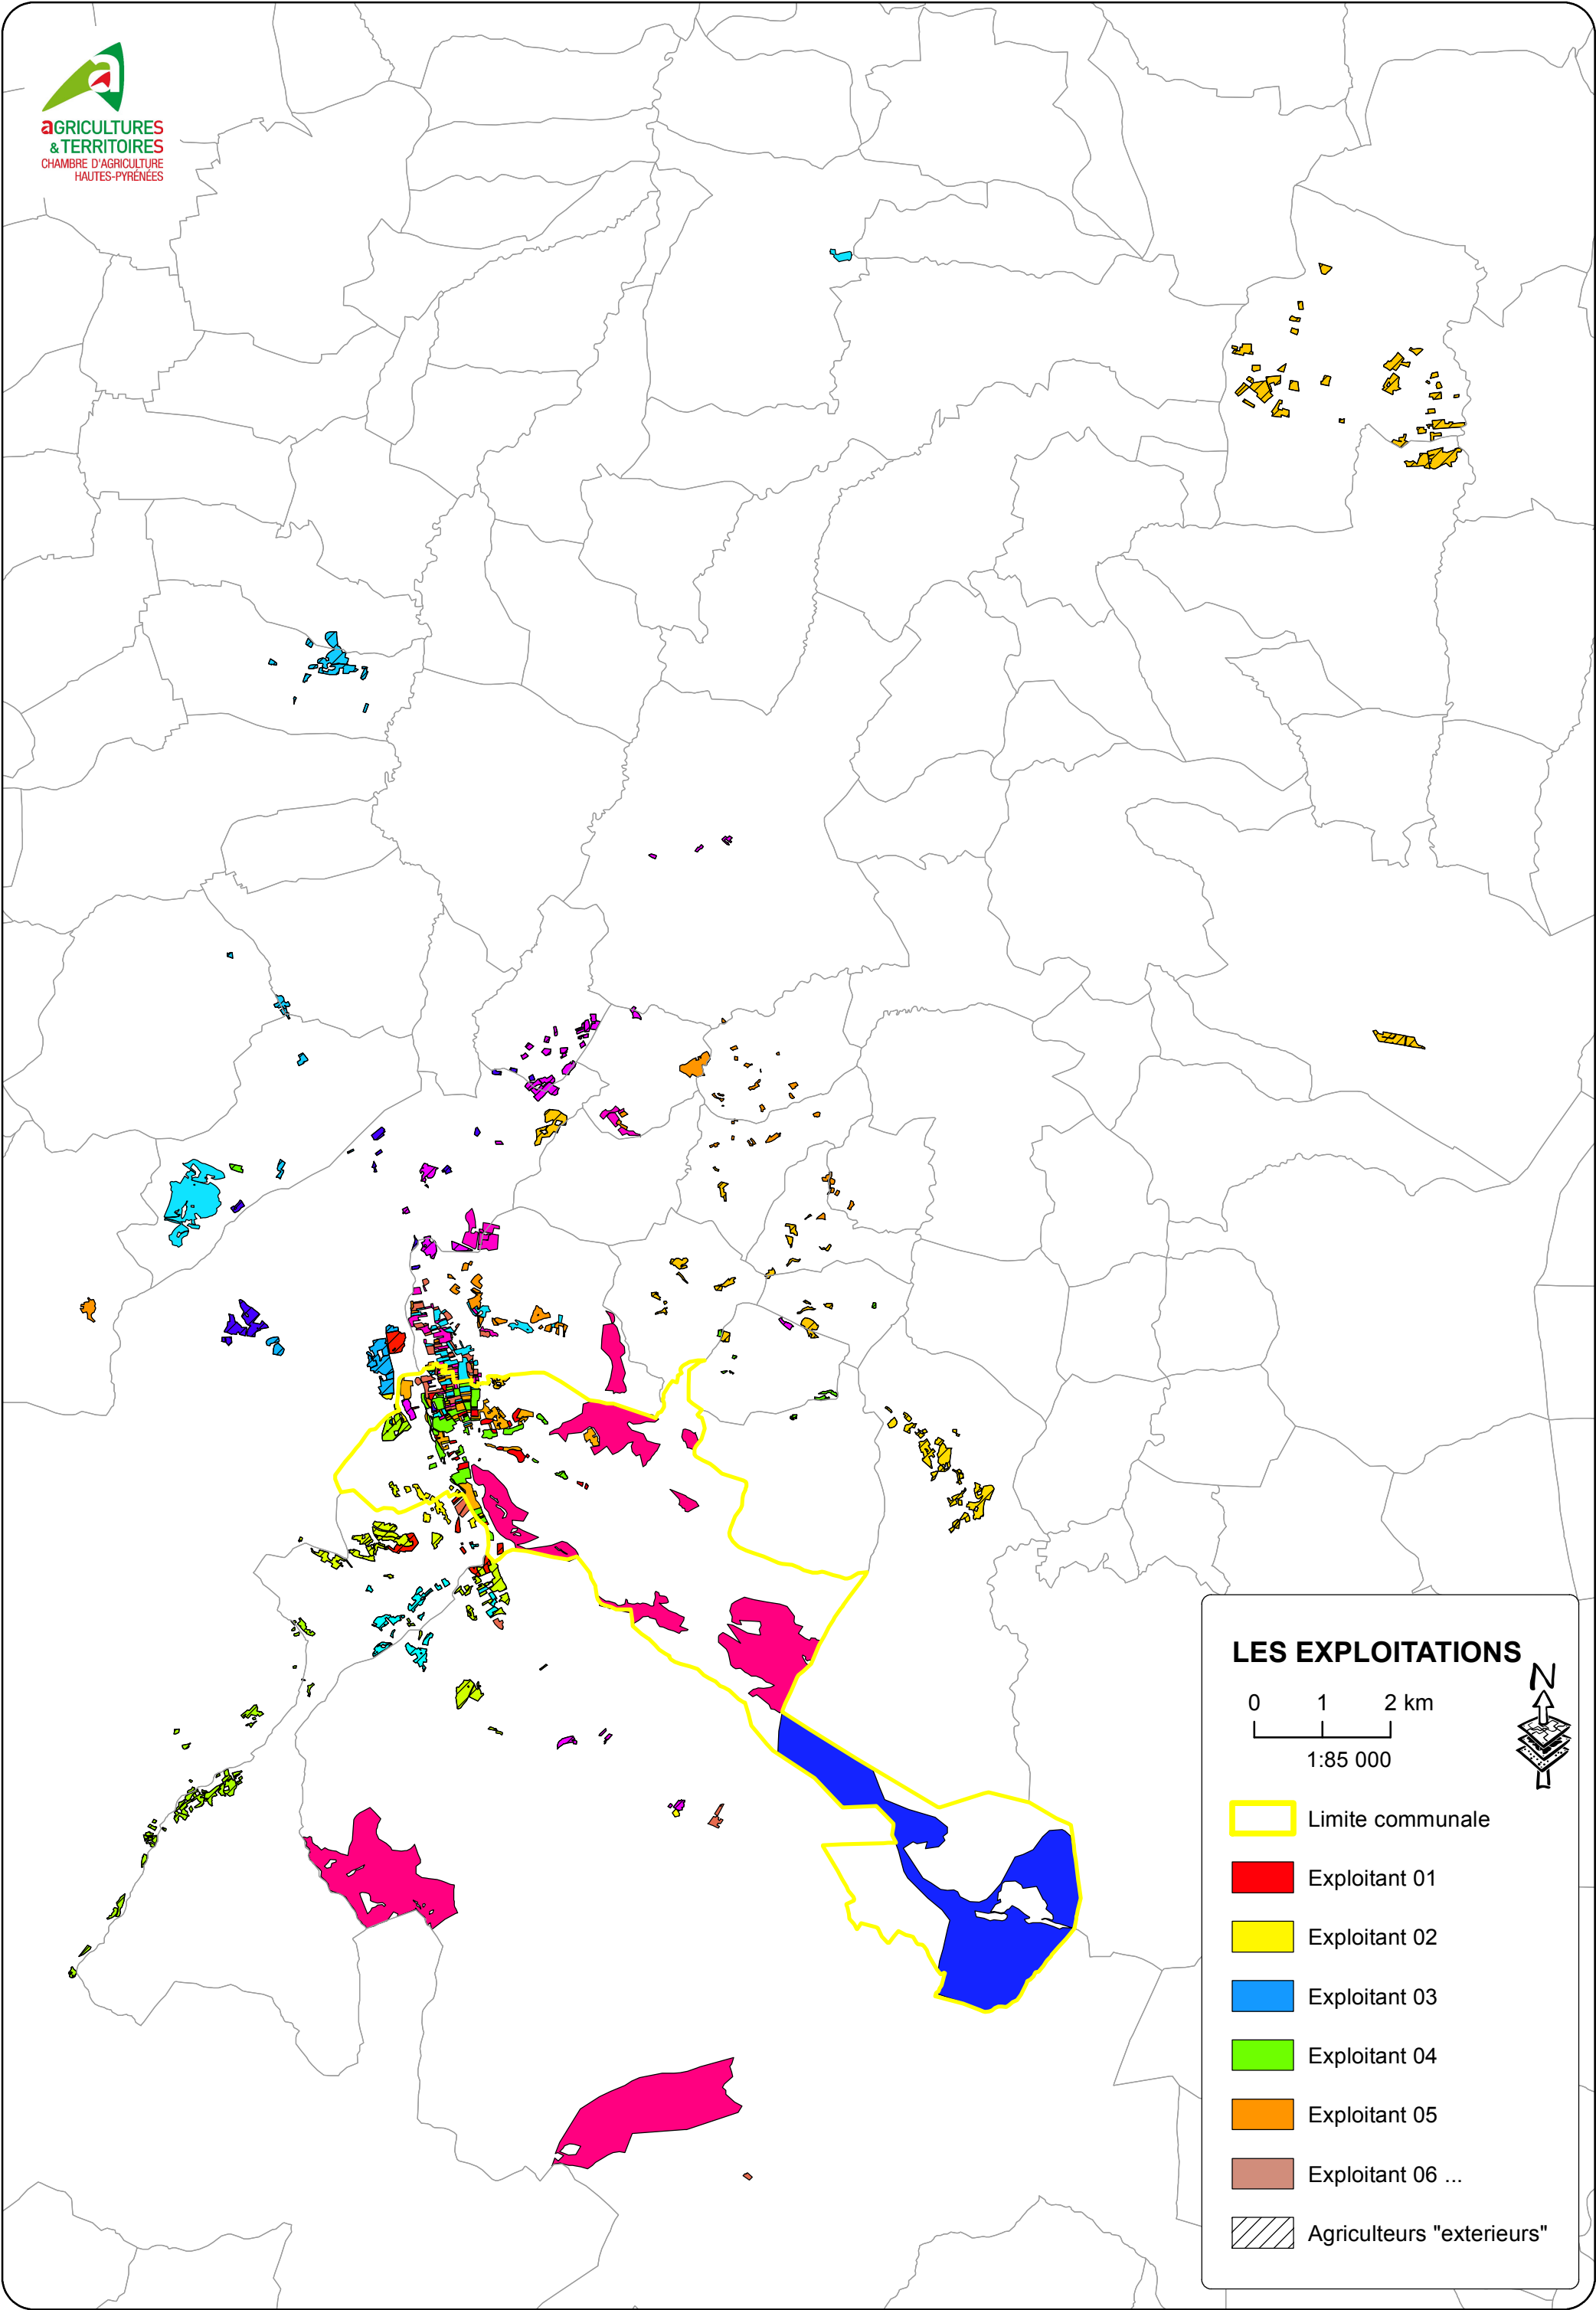 a
aGRICULTURES
& TERRITOIRES
CHAMBRE D'AGRICULTURE
HAUTES-PYRÉNÉES
LES EXPLOITATIONS
N
0 1 2 km
1:85 000
Limite communale
Exploitant 01
Exploitant 02
Exploitant 03
Exploitant 04
Exploitant 05
Exploitant 06 ...
Agriculteurs "exterieurs"